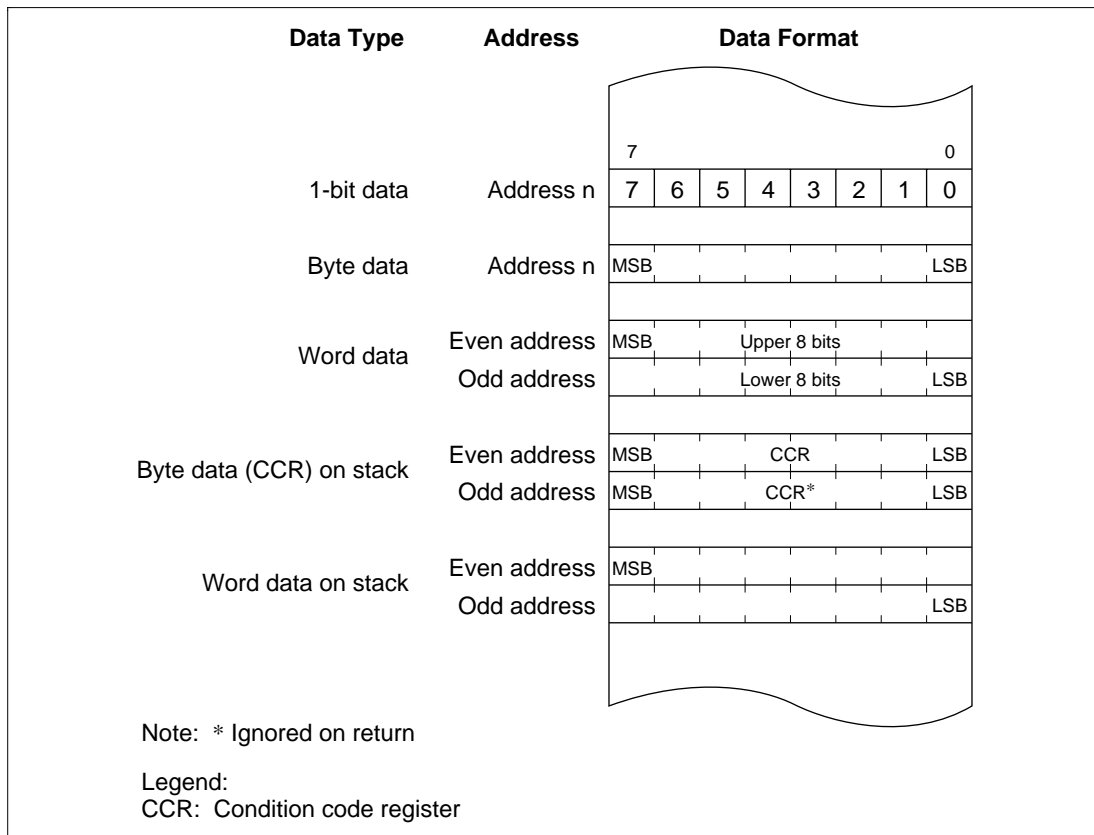 Data Type Address Data Format
7 0
1-bit data Address n 7 6 5 4 3 2 1 0
Byte data Address n MSB LSB
Word data
Even address MSB Upper 8 bits
Odd address Lower 8 bits LSB
Byte data (CCR) on stack
Even address MSB CCR LSB
Odd address MSB CCR* LSB
Word data on stack
Even address MSB
Odd address LSB
Note: * Ignored on return
Legend:
CCR: Condition code register